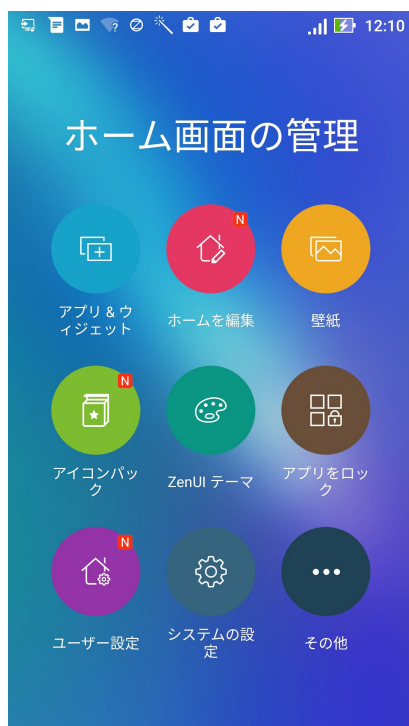 12:10
ホーム画面の管理
N
アプリ & ウ
ィジェット
ホームを編集
壁紙
N
アイコンパッ
ク
ZenUI テーマ
アプリをロッ
ク
N
ユーザー設定
システムの設
定
その他